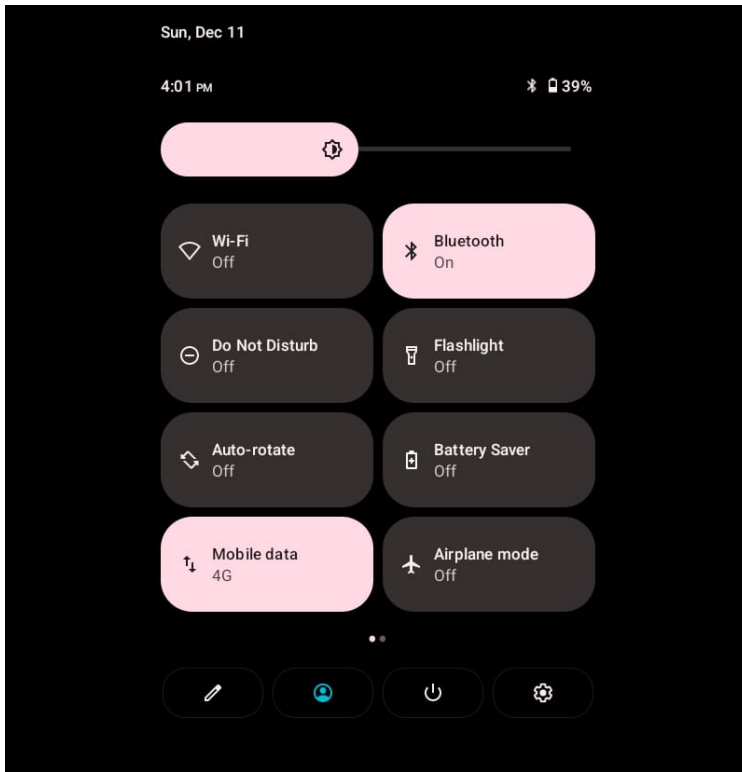 Sun, Dec 11
4:01 PM 39%
Wi-Fi
Off
Bluetooth
On
Do Not Disturb
Off
Flashlight
Off
Auto-rotate
Off
Battery Saver
Off
Mobile data
4G
Airplane mode
Off